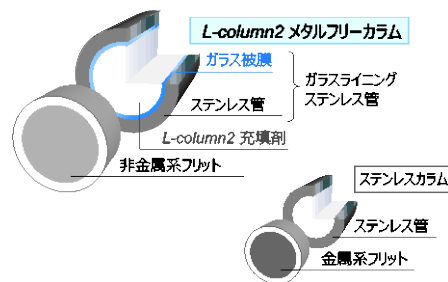 L-column2 メタルフリーカラム
ガラス被膜
ガラスライニング
ステンレス管
ステンレス管
L-column2 充填剤
非金属系フリット
ステンレスカラム
ステンレス管
金属系フリット